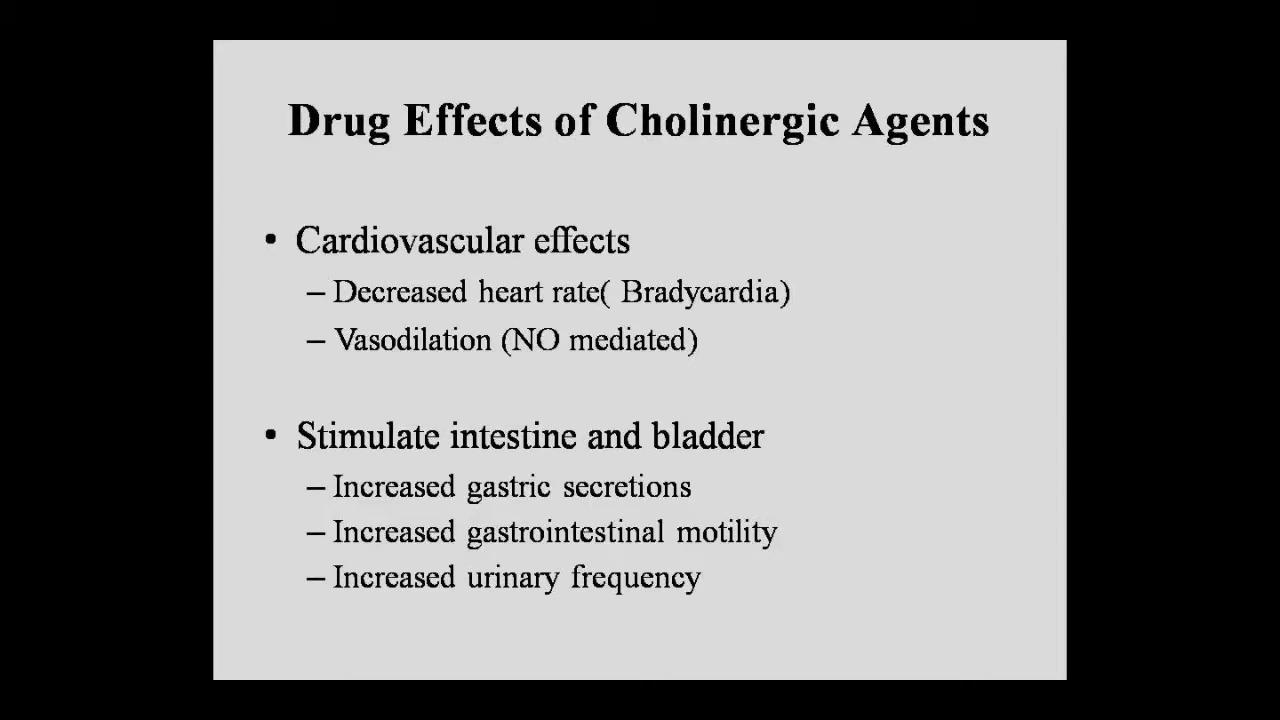 Drug Effects of Cholinergic Agents
• Cardiovascular effects
– Decreased heart rate( Bradycardia)
– Vasodilation (NO mediated)
• Stimulate intestine and bladder
– Increased gastric secretions
– Increased gastrointestinal motility
– Increased urinary frequency